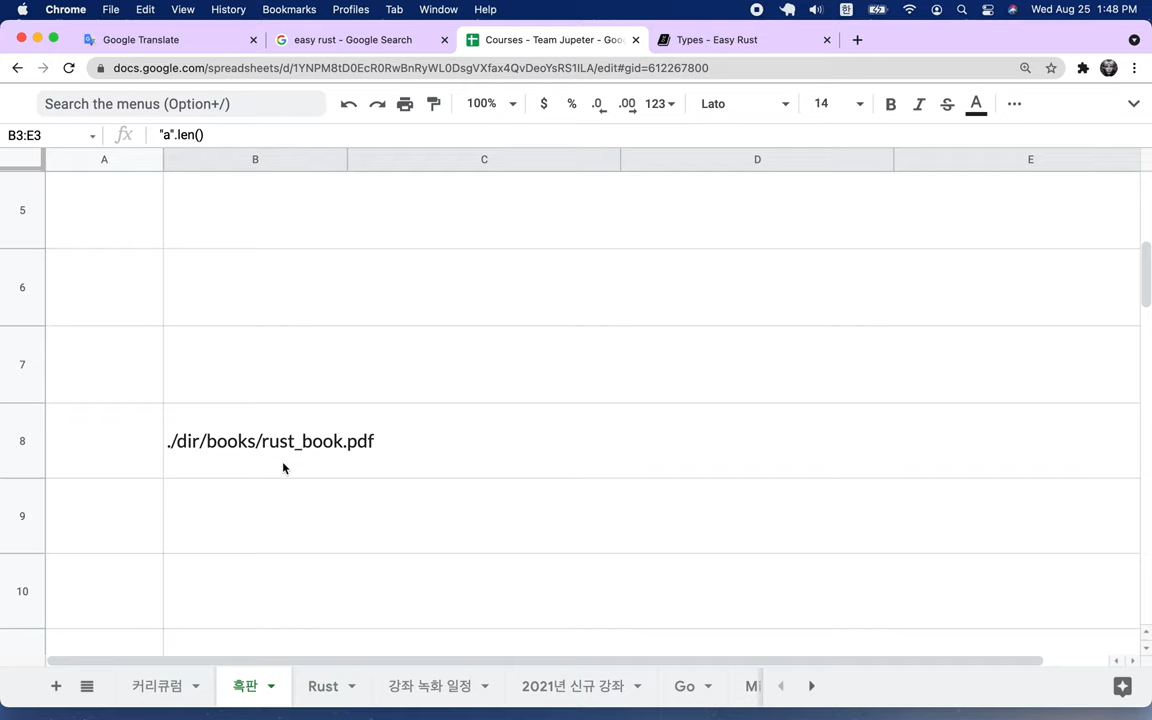 Chrome File Edit View History Bookmarks Profiles Tab Window Help 한 Wed Aug 25 1:48 PM
Google Translate easy rust - Google Search Courses - Team Jupeter - Goo Types - Easy Rust
docs.google.com/spreadsheets/d/1YNPM8tD0EcR0RwBnRyWL0DsgVXfax4QvDeoYsRS1ILA/edit#gid=612267800
Search the menus (Option+/) 100% $ % .0 .00 123 Lato 14 B I S A
B3:E3 fx "a".len()
A B C D E
5
6
7
8 ./dir/books/rust_book.pdf
9
10
커리큐럼 흑판 Rust 강좌 녹화 일정 2021년 신규 강좌 Go Mi